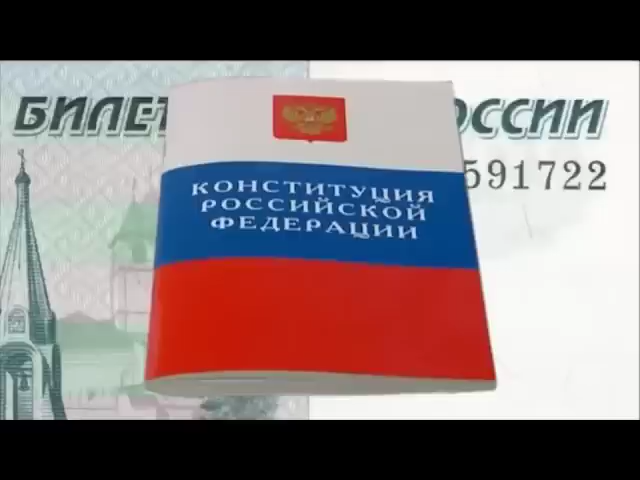 БИЛЕТ
ОССИИ
591722
КОНСТИТУЦИЯ
РОССИЙСКОЙ
ФЕДЕРАЦИИ